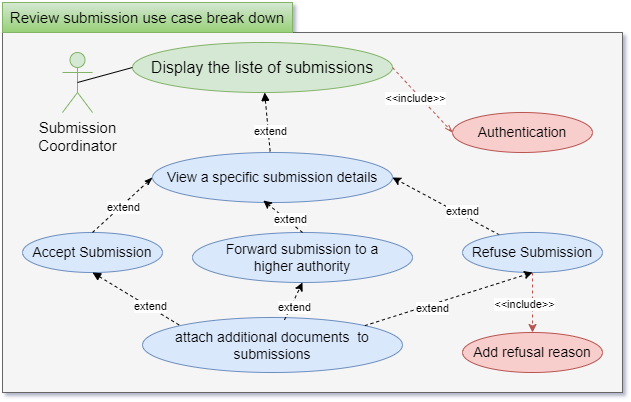 Review submission use case break down
extend
Display the liste of submissions
<<include>>
Submission
Coordinator
Authentication
extend
View a specific submission details
extend
extend
extend
Accept Submission
Forward submission to a
higher authority
Refuse Submission
extend
extend
extend
<<include>>
attach additional documents  to
submissions
Add refusal reason